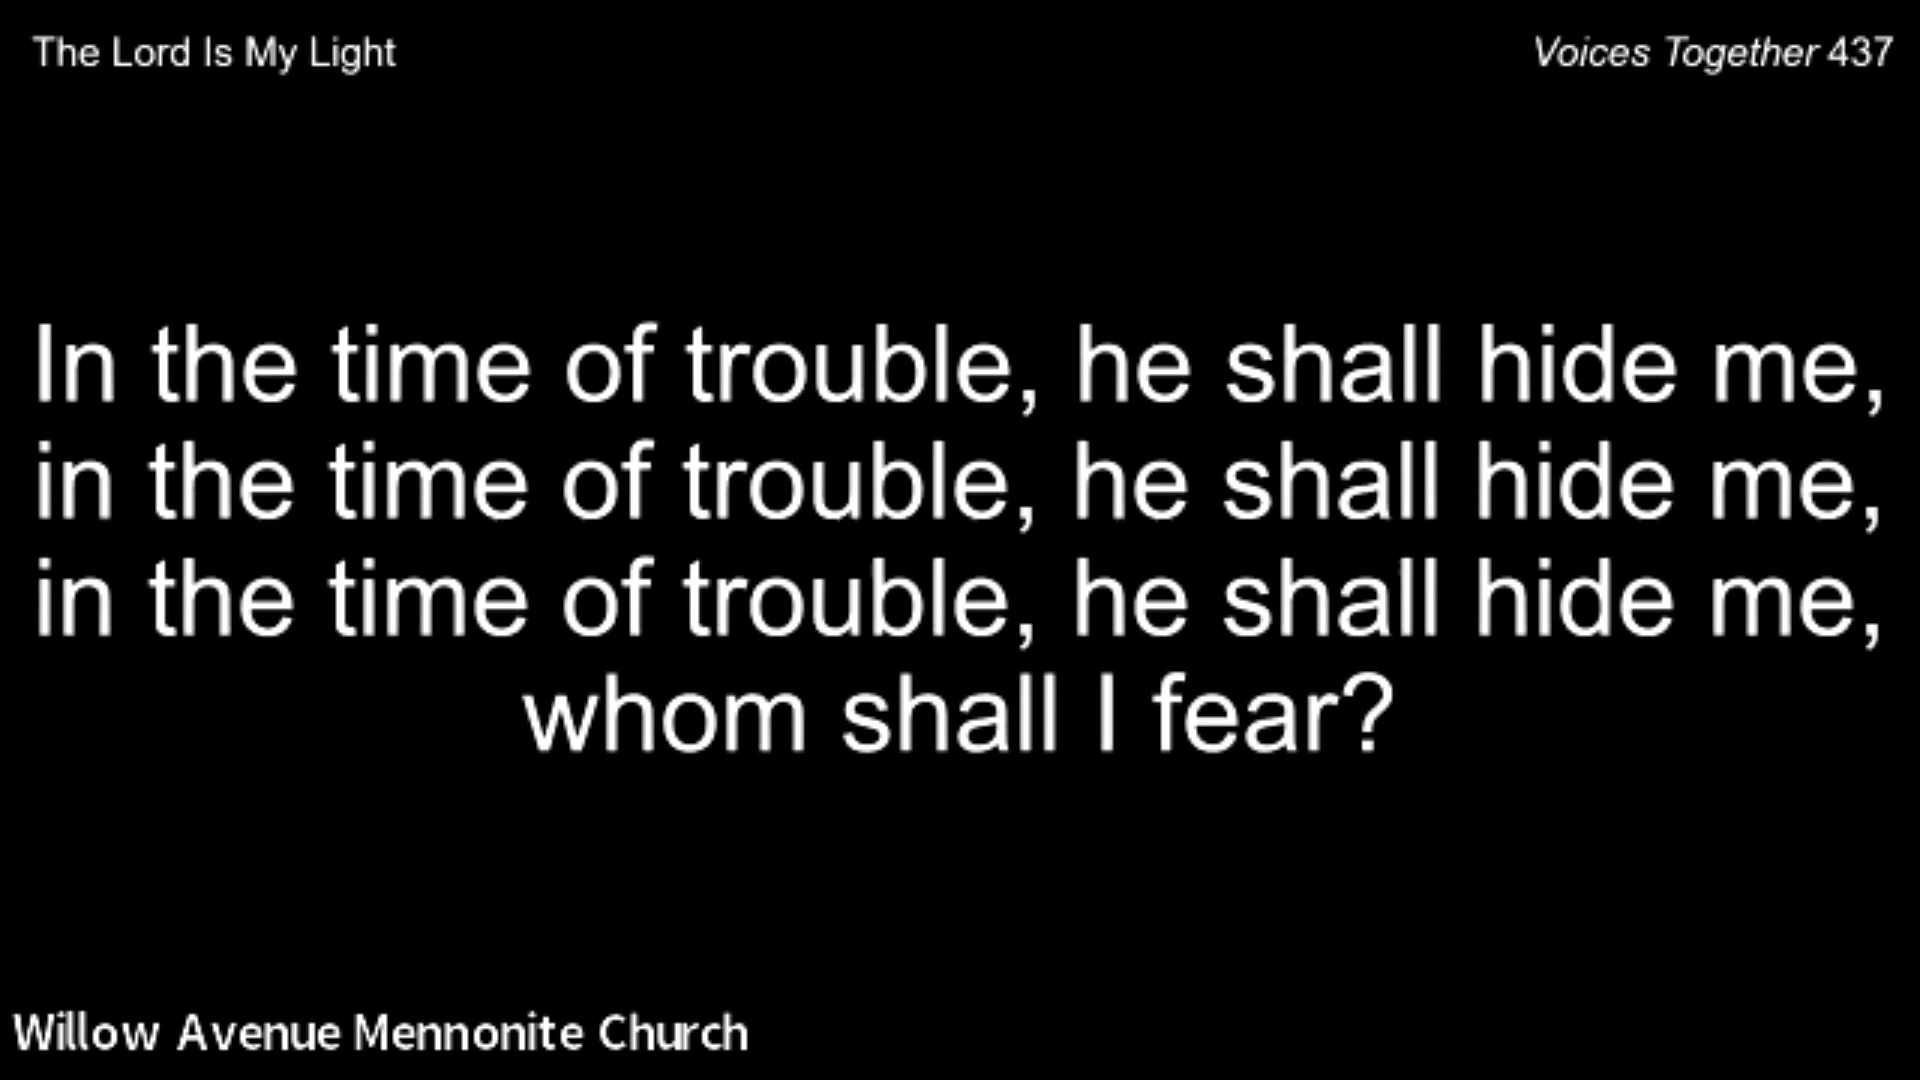 The Lord Is My Light
Voices Together 437
In the time of trouble, he shall hide me,
in the time of trouble, he shall hide me,
in the time of trouble, he shall hide me,
whom shall I fear?
Willow Avenue Mennonite Church